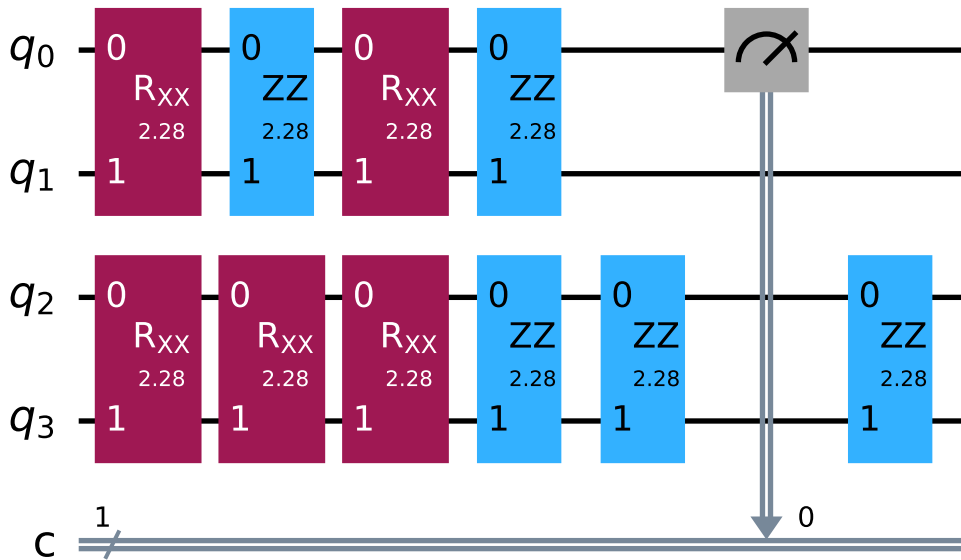 q0 0 0 0 0
RXX ZZ RXX ZZ
2.28 2.28 2.28 2.28
q1 1 1 1 1
q2 0 0 0 0 0 0
RXX RXX RXX ZZ ZZ ZZ
2.28 2.28 2.28 2.28 2.28 2.28
q3 1 1 1 1 1 1
1 0
c